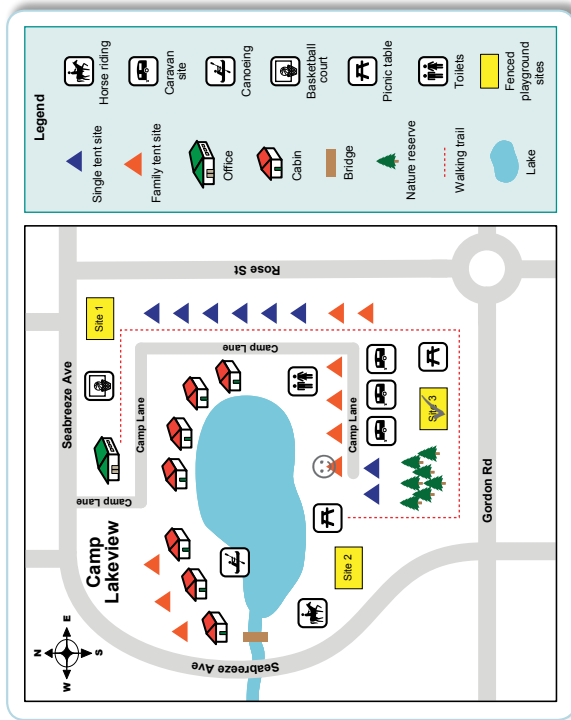 Camp
Lakeview
N
W
E
S
Seabreeze Ave
Seabreeze Ave
Rose St
Gordon Rd
Camp Lane
Camp Lane
Camp Lane
Camp Lane
Site 1
Site 2
Site 3
Legend
Single tent site
Family tent site
Office
Cabin
Bridge
Nature reserve
Walking trail
Lake
Horse riding
Caravan
site
Canoeing
Basketball
court
Picnic table
Toilets
Fenced
playground
sites